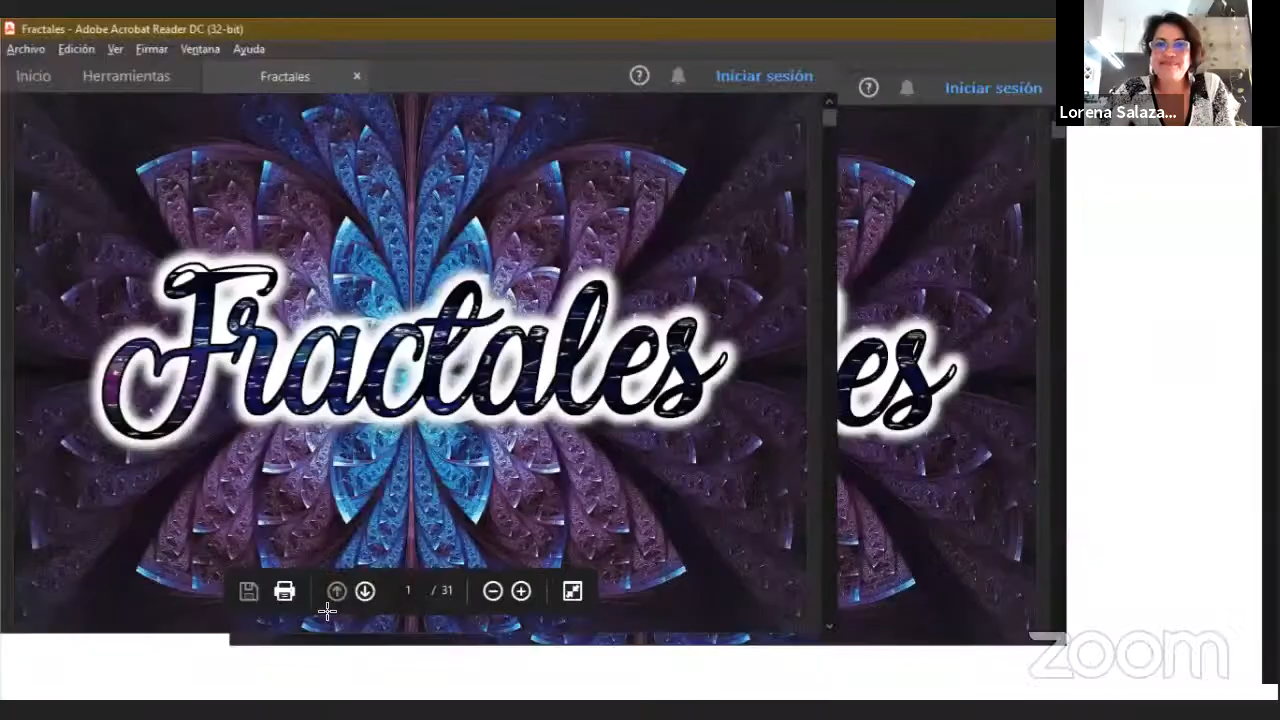 Fractales - Adobe Acrobat Reader DC (32-bit)
Archivo Edición Ver Firmar Ventana Ayuda
Inicio Herramientas Fractales × ? Iniciar sesión
? Iniciar sesión
Lorena Salaza...
Fractales
es
1 / 31
zoom